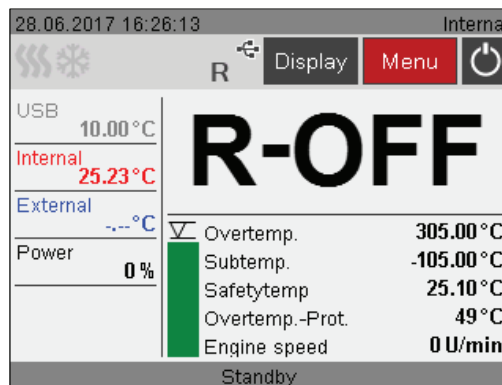 28.06.2017 16:26:13 Interna
R Display Menu
USB
10.00°C
Internal
25.23°C
External
-.--°C
Power
0 %
R-OFF
Overtemp. 305.00°C
Subtemp. -105.00°C
Safetytemp 25.10°C
Overtemp.-Prot. 49°C
Engine speed 0 U/min
Standby